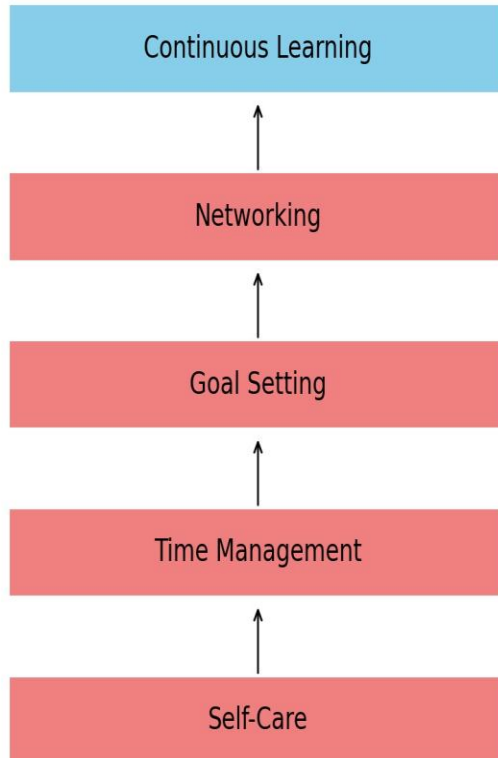 Continuous Learning
Networking
Goal Setting
Time Management
Self-Care